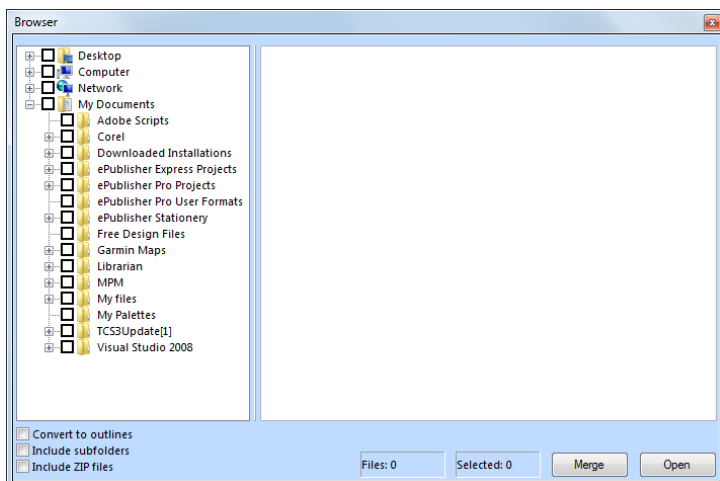 Browser
Desktop
Computer
Network
My Documents
Adobe Scripts
Corel
Downloaded Installations
ePublisher Express Projects
ePublisher Pro Projects
ePublisher Pro User Formats
ePublisher Stationery
Free Design Files
Garmin Maps
Librarian
MPM
My files
My Palettes
TCS3Update[1]
Visual Studio 2008
Convert to outlines
Include subfolders
Include ZIP files
Files: 0 Selected: 0 Merge Open